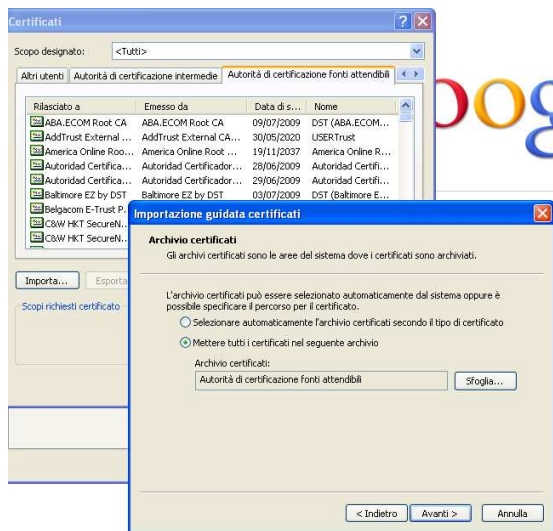 Certificati
Scopo designato: <Tutti>
Altri utenti Autorità di certificazione intermedie Autorità di certificazione fonti attendibili
Rilasciato a Emesso da Data di s... Nome
ABA.ECOM Root CA ABA.ECOM Root CA 09/07/2009 DST (ABA.ECOM...
AddTrust External ... AddTrust External CA... 30/05/2020 USERTrust
America Online Roo... America Online Root ... 19/11/2037 America Online R...
Autoridad Certifica... Autoridad Certificador... 28/06/2009 Autoridad Certifi...
Autoridad Certifica... Autoridad Certificador... 29/06/2009 Autoridad Certifi...
Baltimore EZ by DST Baltimore EZ by DST 03/07/2009 DST (Baltimore E...
Belgacom E-Trust P.
C&W HKT SecureN..
C&W HKT SecureN..
Importa... Esporta
Scopi richiesti certificato
oog
Importazione guidata certificati
Archivio certificati
Gli archivi certificati sono le aree del sistema dove i certificati sono archiviati.
L'archivio certificati può essere selezionato automaticamente dal sistema oppure è
possibile specificare il percorso per il certificato.
Selezionare automaticamente l'archivio certificati secondo il tipo di certificato
Mettere tutti i certificati nel seguente archivio
Archivio certificati:
Autorità di certificazione fonti attendibili Sfoglia...
< Indietro Avanti > Annulla